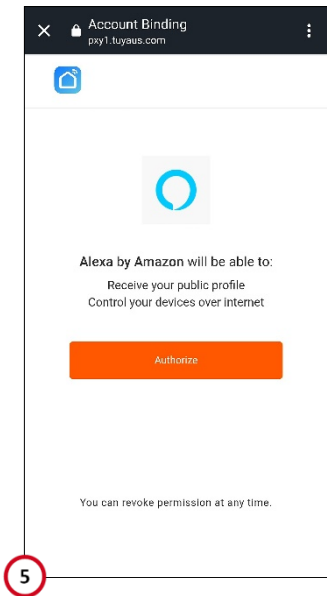 Account Binding
pxy1.tuyaus.com
Alexa by Amazon will be able to:
Receive your public profile
Control your devices over internet
Authorize
You can revoke permission at any time.
5